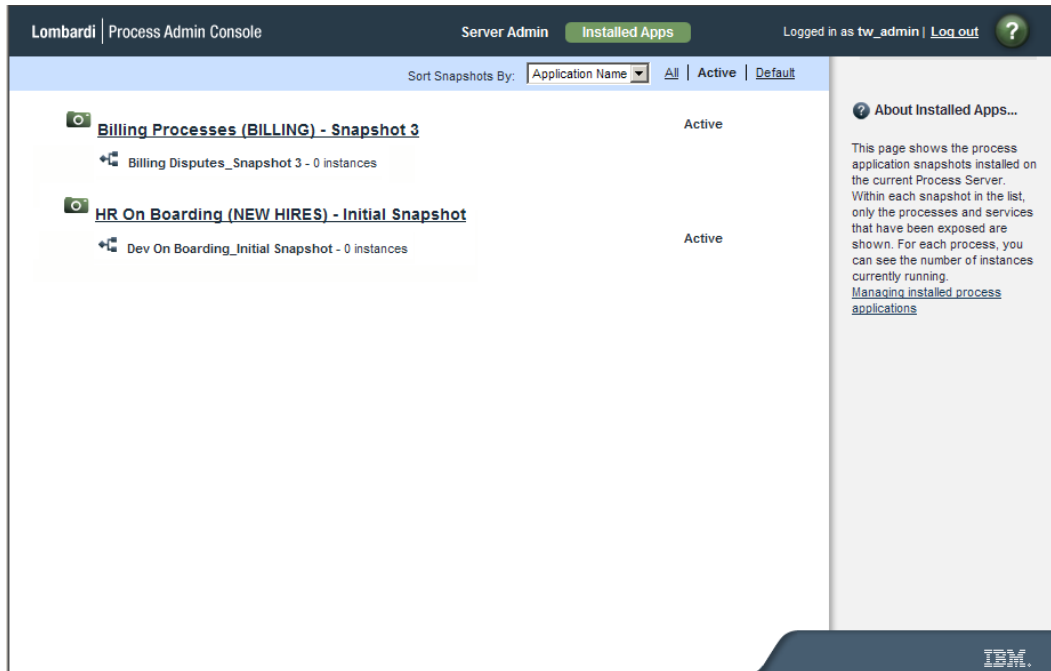 Lombardi | Process Admin Console
Server Admin
Installed Apps
Logged in as tw_admin | Log out
?
Sort Snapshots By: Application Name All | Active | Default
Billing Processes (BILLING) - Snapshot 3
Active
Billing Disputes_Snapshot 3 - 0 instances
HR On Boarding (NEW HIRES) - Initial Snapshot
Dev On Boarding_Initial Snapshot - 0 instances
Active
? About Installed Apps...
This page shows the process
application snapshots installed on
the current Process Server.
Within each snapshot in the list,
only the processes and services
that have been exposed are
shown. For each process, you
can see the number of instances
currently running.
Managing installed process
applications
IBM.